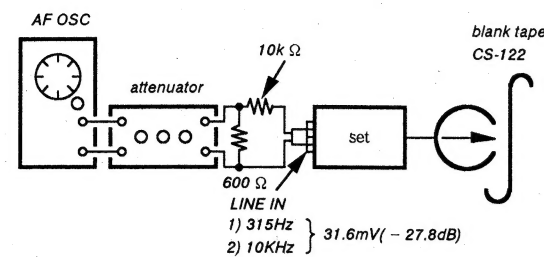 AF OSC
blank tape
CS-122
10k Ω
attenuator
set
600 Ω
LINE IN
1) 315Hz
2) 10KHz
31.6mV(− 27.8dB)